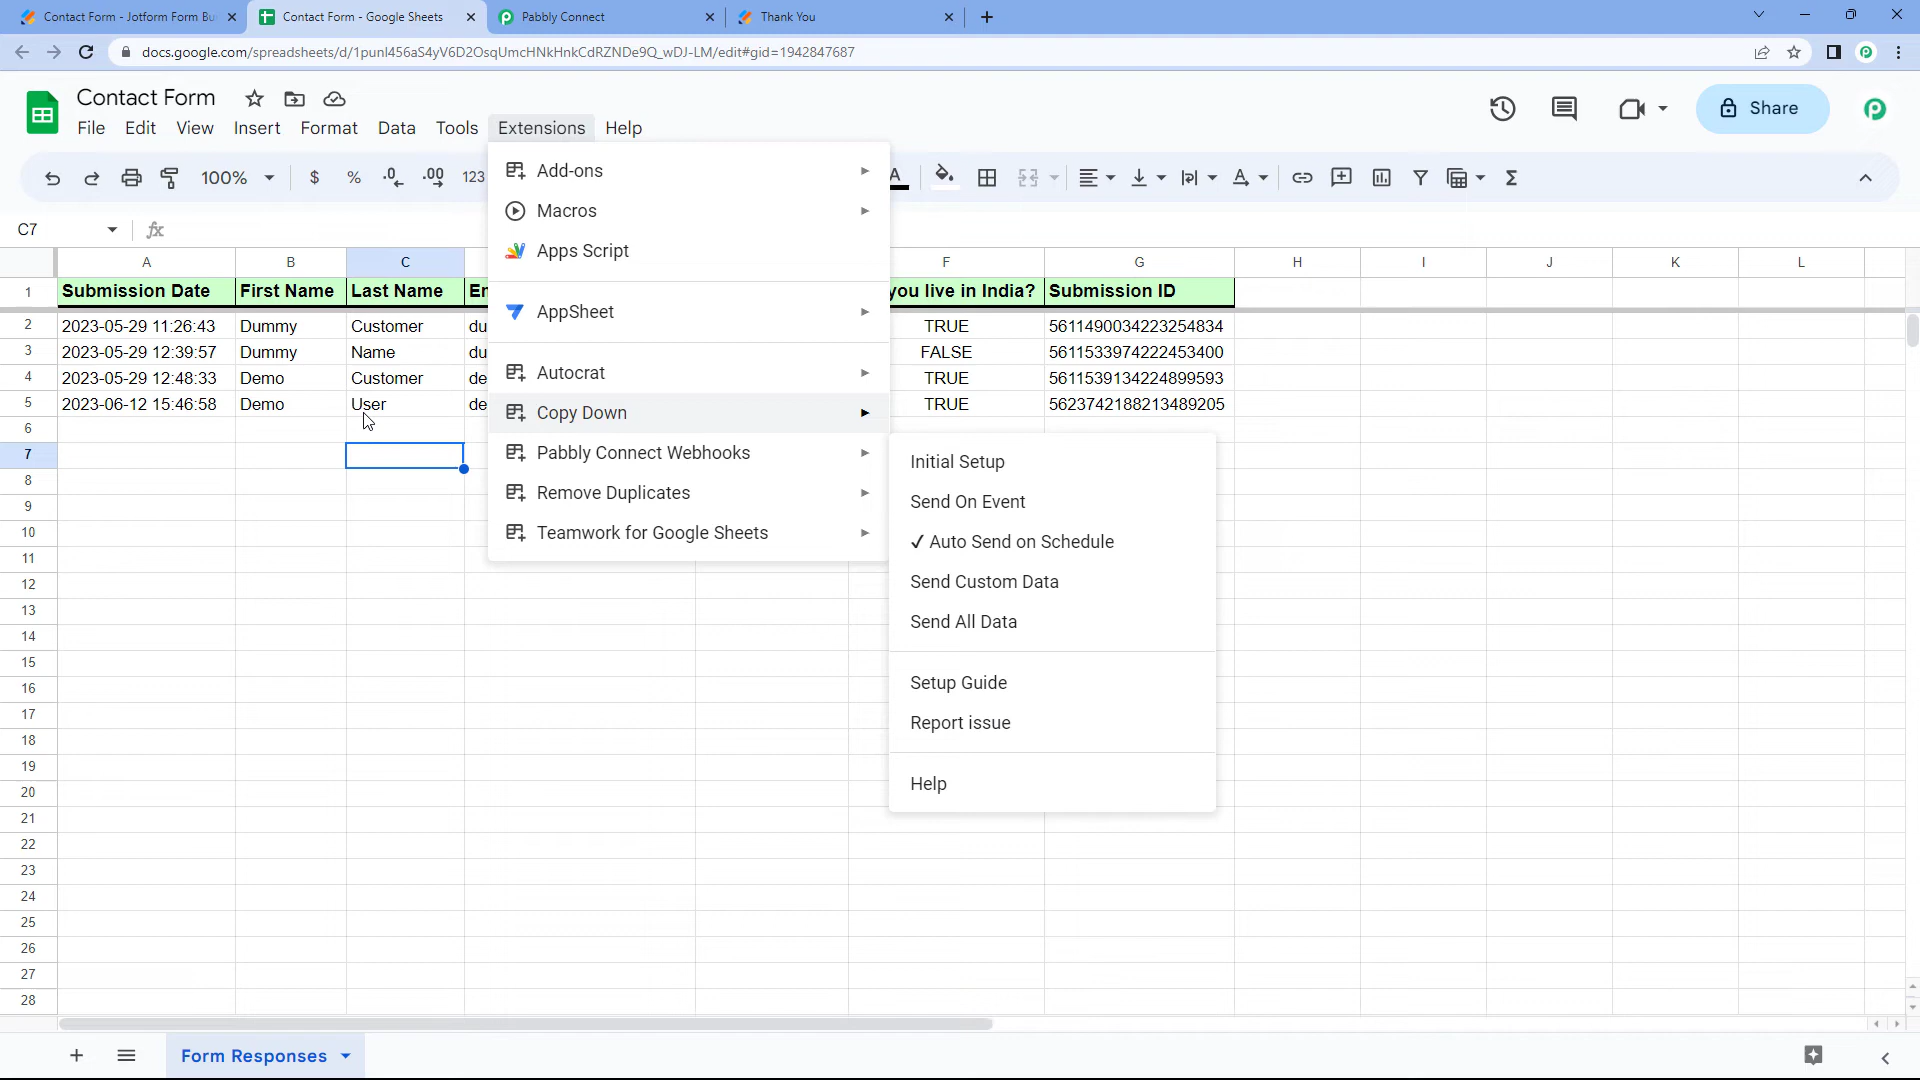 Contact Form - Jotform Form Bu
Contact Form - Google Sheets
Pabbly Connect
Thank You
docs.google.com/spreadsheets/d/1punI456aS4yV6D2OsqUmcHNkHnkCdRZNDe9Q_wDJ-LM/edit#gid=1942847687
Contact Form
File Edit View Insert Format Data Tools Extensions Help
Share
100% $ % .0 .00 123 A Σ
C7 fx
A B C F G H I J K L
1 Submission Date First Name Last Name En you live in India? Submission ID
2 2023-05-29 11:26:43 Dummy Customer du TRUE 5611490034223254834
3 2023-05-29 12:39:57 Dummy Name du FALSE 5611533974222453400
4 2023-05-29 12:48:33 Demo Customer de TRUE 5611539134224899593
5 2023-06-12 15:46:58 Demo User de TRUE 5623742188213489205
6
7
8
9
10
11
12
13
14
15
16
17
18
19
20
21
22
23
24
25
26
27
28
Add-ons
Macros
Apps Script
AppSheet
Autocrat
Copy Down
Pabbly Connect Webhooks
Remove Duplicates
Teamwork for Google Sheets
Initial Setup
Send On Event
✓ Auto Send on Schedule
Send Custom Data
Send All Data
Setup Guide
Report issue
Help
Form Responses